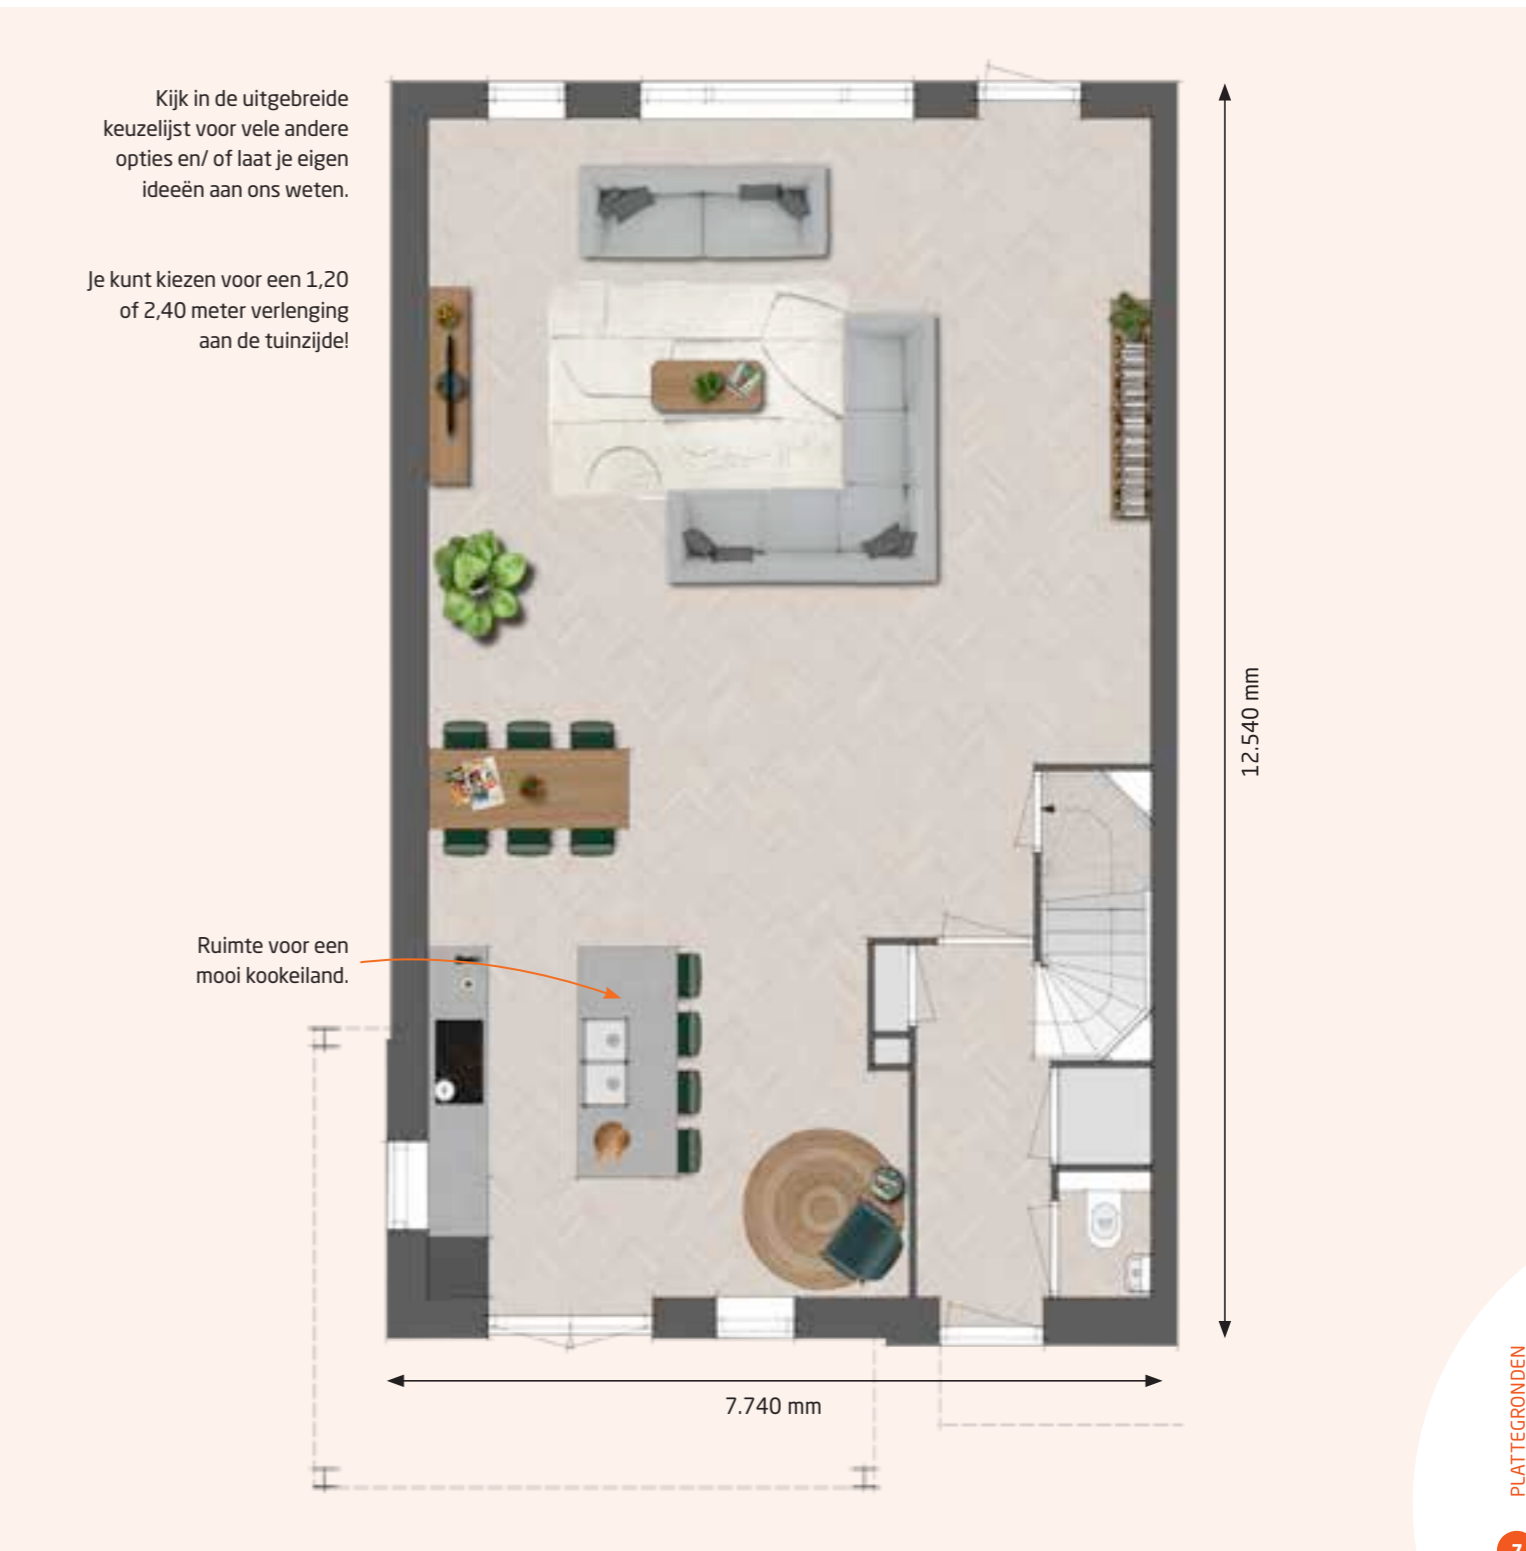 Kijk in de uitgebreide
keuzelijst voor vele andere
opties en/ of laat je eigen
ideeën aan ons weten.
Je kunt kiezen voor een 1,20
of 2,40 meter verlenging
aan de tuinzijde!
12.540 mm
Ruimte voor een
mooi kookeiland.
7.740 mm
PLATTEGRONDEN
7